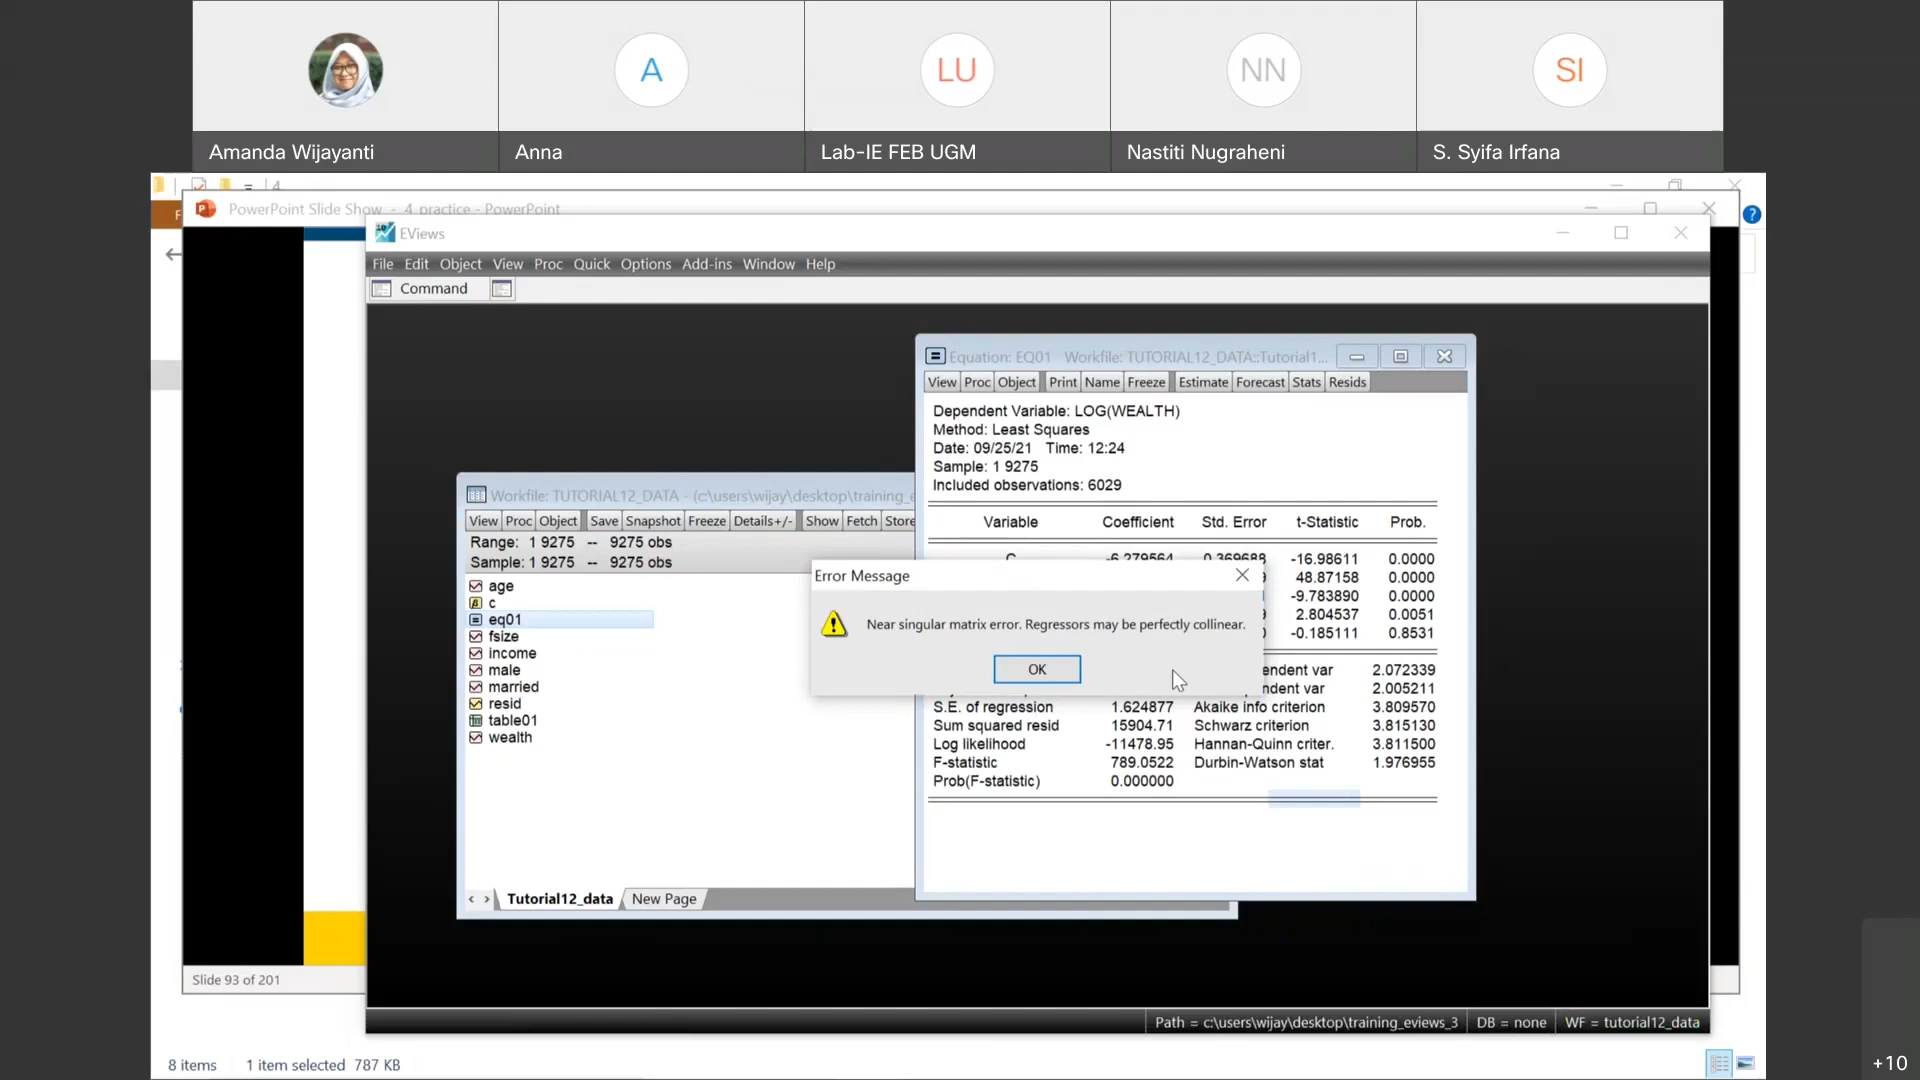 A
LU
NN
SI
Amanda Wijayanti
Anna
Lab-IE FEB UGM
Nastiti Nugraheni
S. Syifa Irfana
4
PowerPoint Slide Show - 4 practice - PowerPoint
EViews
File Edit Object View Proc Quick Options Add-ins Window Help
Command
Equation: EQ01 Workfile: TUTORIAL12_DATA::Tutorial1...
View Proc Object Print Name Freeze Estimate Forecast Stats Resids
Dependent Variable: LOG(WEALTH)
Method: Least Squares
Date: 09/25/21 Time: 12:24
Sample: 1 9275
Included observations: 6029
Variable Coefficient Std. Error t-Statistic Prob.
C -6.279564 0.369688 -16.98611 0.0000
48.87158 0.0000
-9.783890 0.0000
2.804537 0.0051
-0.185111 0.8531
endent var 2.072339
ndent var 2.005211
S.E. of regression 1.624877 Akaike info criterion 3.809570
Sum squared resid 15904.71 Schwarz criterion 3.815130
Log likelihood -11478.95 Hannan-Quinn criter. 3.811500
F-statistic 789.0522 Durbin-Watson stat 1.976955
Prob(F-statistic) 0.000000
Workfile: TUTORIAL12_DATA - (c:\users\wijay\desktop\training_e
View Proc Object Save Snapshot Freeze Details+/- Show Fetch Store
Range: 1 9275 -- 9275 obs
Sample: 1 9275 -- 9275 obs
age
c
eq01
fsize
income
male
married
resid
table01
wealth
Tutorial12_data New Page
Error Message
Near singular matrix error. Regressors may be perfectly collinear.
OK
Slide 93 of 201
Path = c:\users\wijay\desktop\training_eviews_3 DB = none WF = tutorial12_data
8 items 1 item selected 787 KB
+10